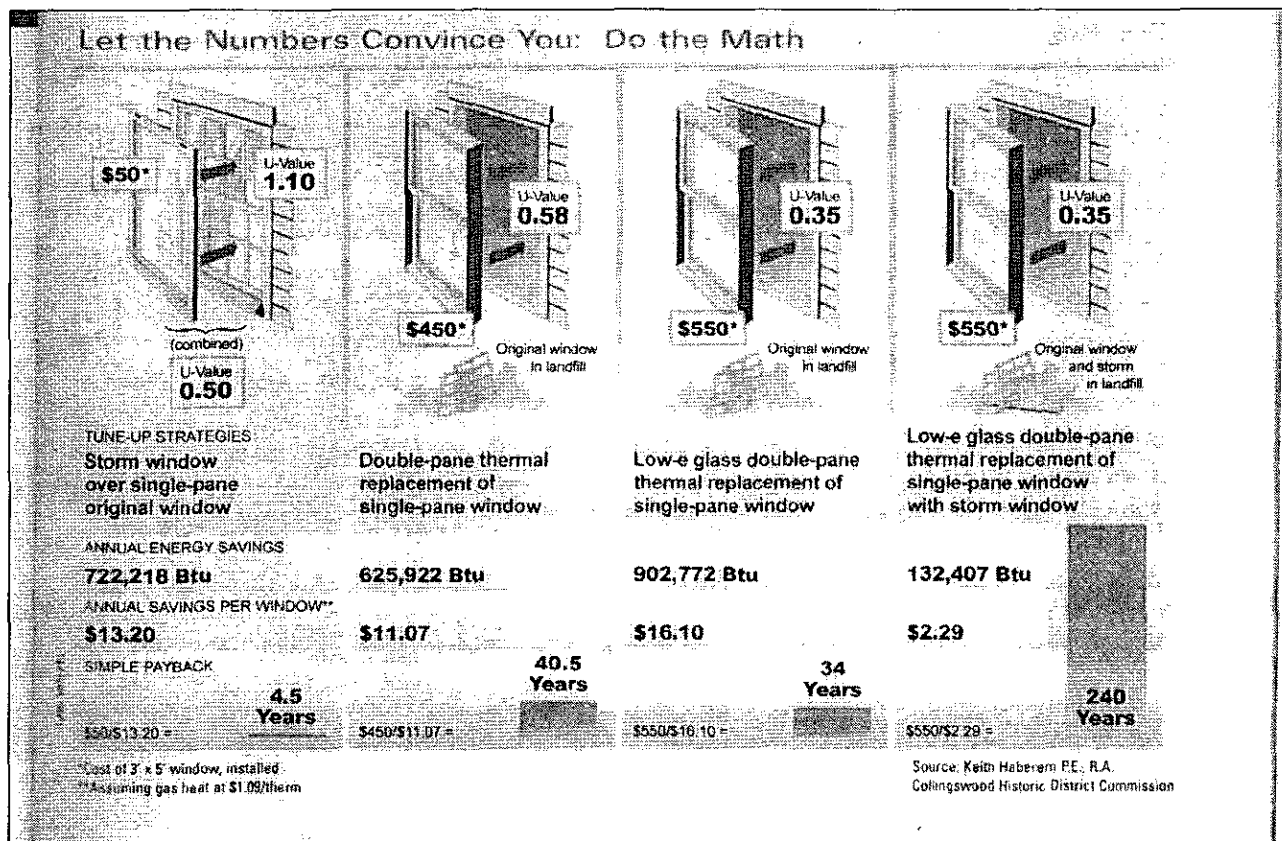 Let the Numbers Convince You: Do the Math
$50*
U-Value
1.10
(combined)
U-Value
0.50
U-Value
0.58
$450*
Original window
in landfill
U-Value
0.35
$550*
Original window
in landfill
U-Value
0.35
$550*
Original window
and storm
in landfill
TUNE-UP STRATEGIES
Storm window
over single-pane
original window
Double-pane thermal
replacement of
single-pane window
Low-e glass double-pane
thermal replacement of
single-pane window
Low-e glass double-pane
thermal replacement of
single-pane window
with storm window
ANNUAL ENERGY SAVINGS
722,218 Btu
625,922 Btu
902,772 Btu
132,407 Btu
ANNUAL SAVINGS PER WINDOW**
$13.20
$11.07
$16.10
$2.29
SIMPLE PAYBACK
4.5
Years
40.5
Years
34
Years
240
Years
$50/$13.20 =
$450/$11.07 =
$550/$16.10 =
$550/$2.29 =
*Cost of 3' x 5' window, installed
**Assuming gas heat at $1.09/therm
Source: Keith Haberern P.E., R.A.
Collingswood Historic District Commission